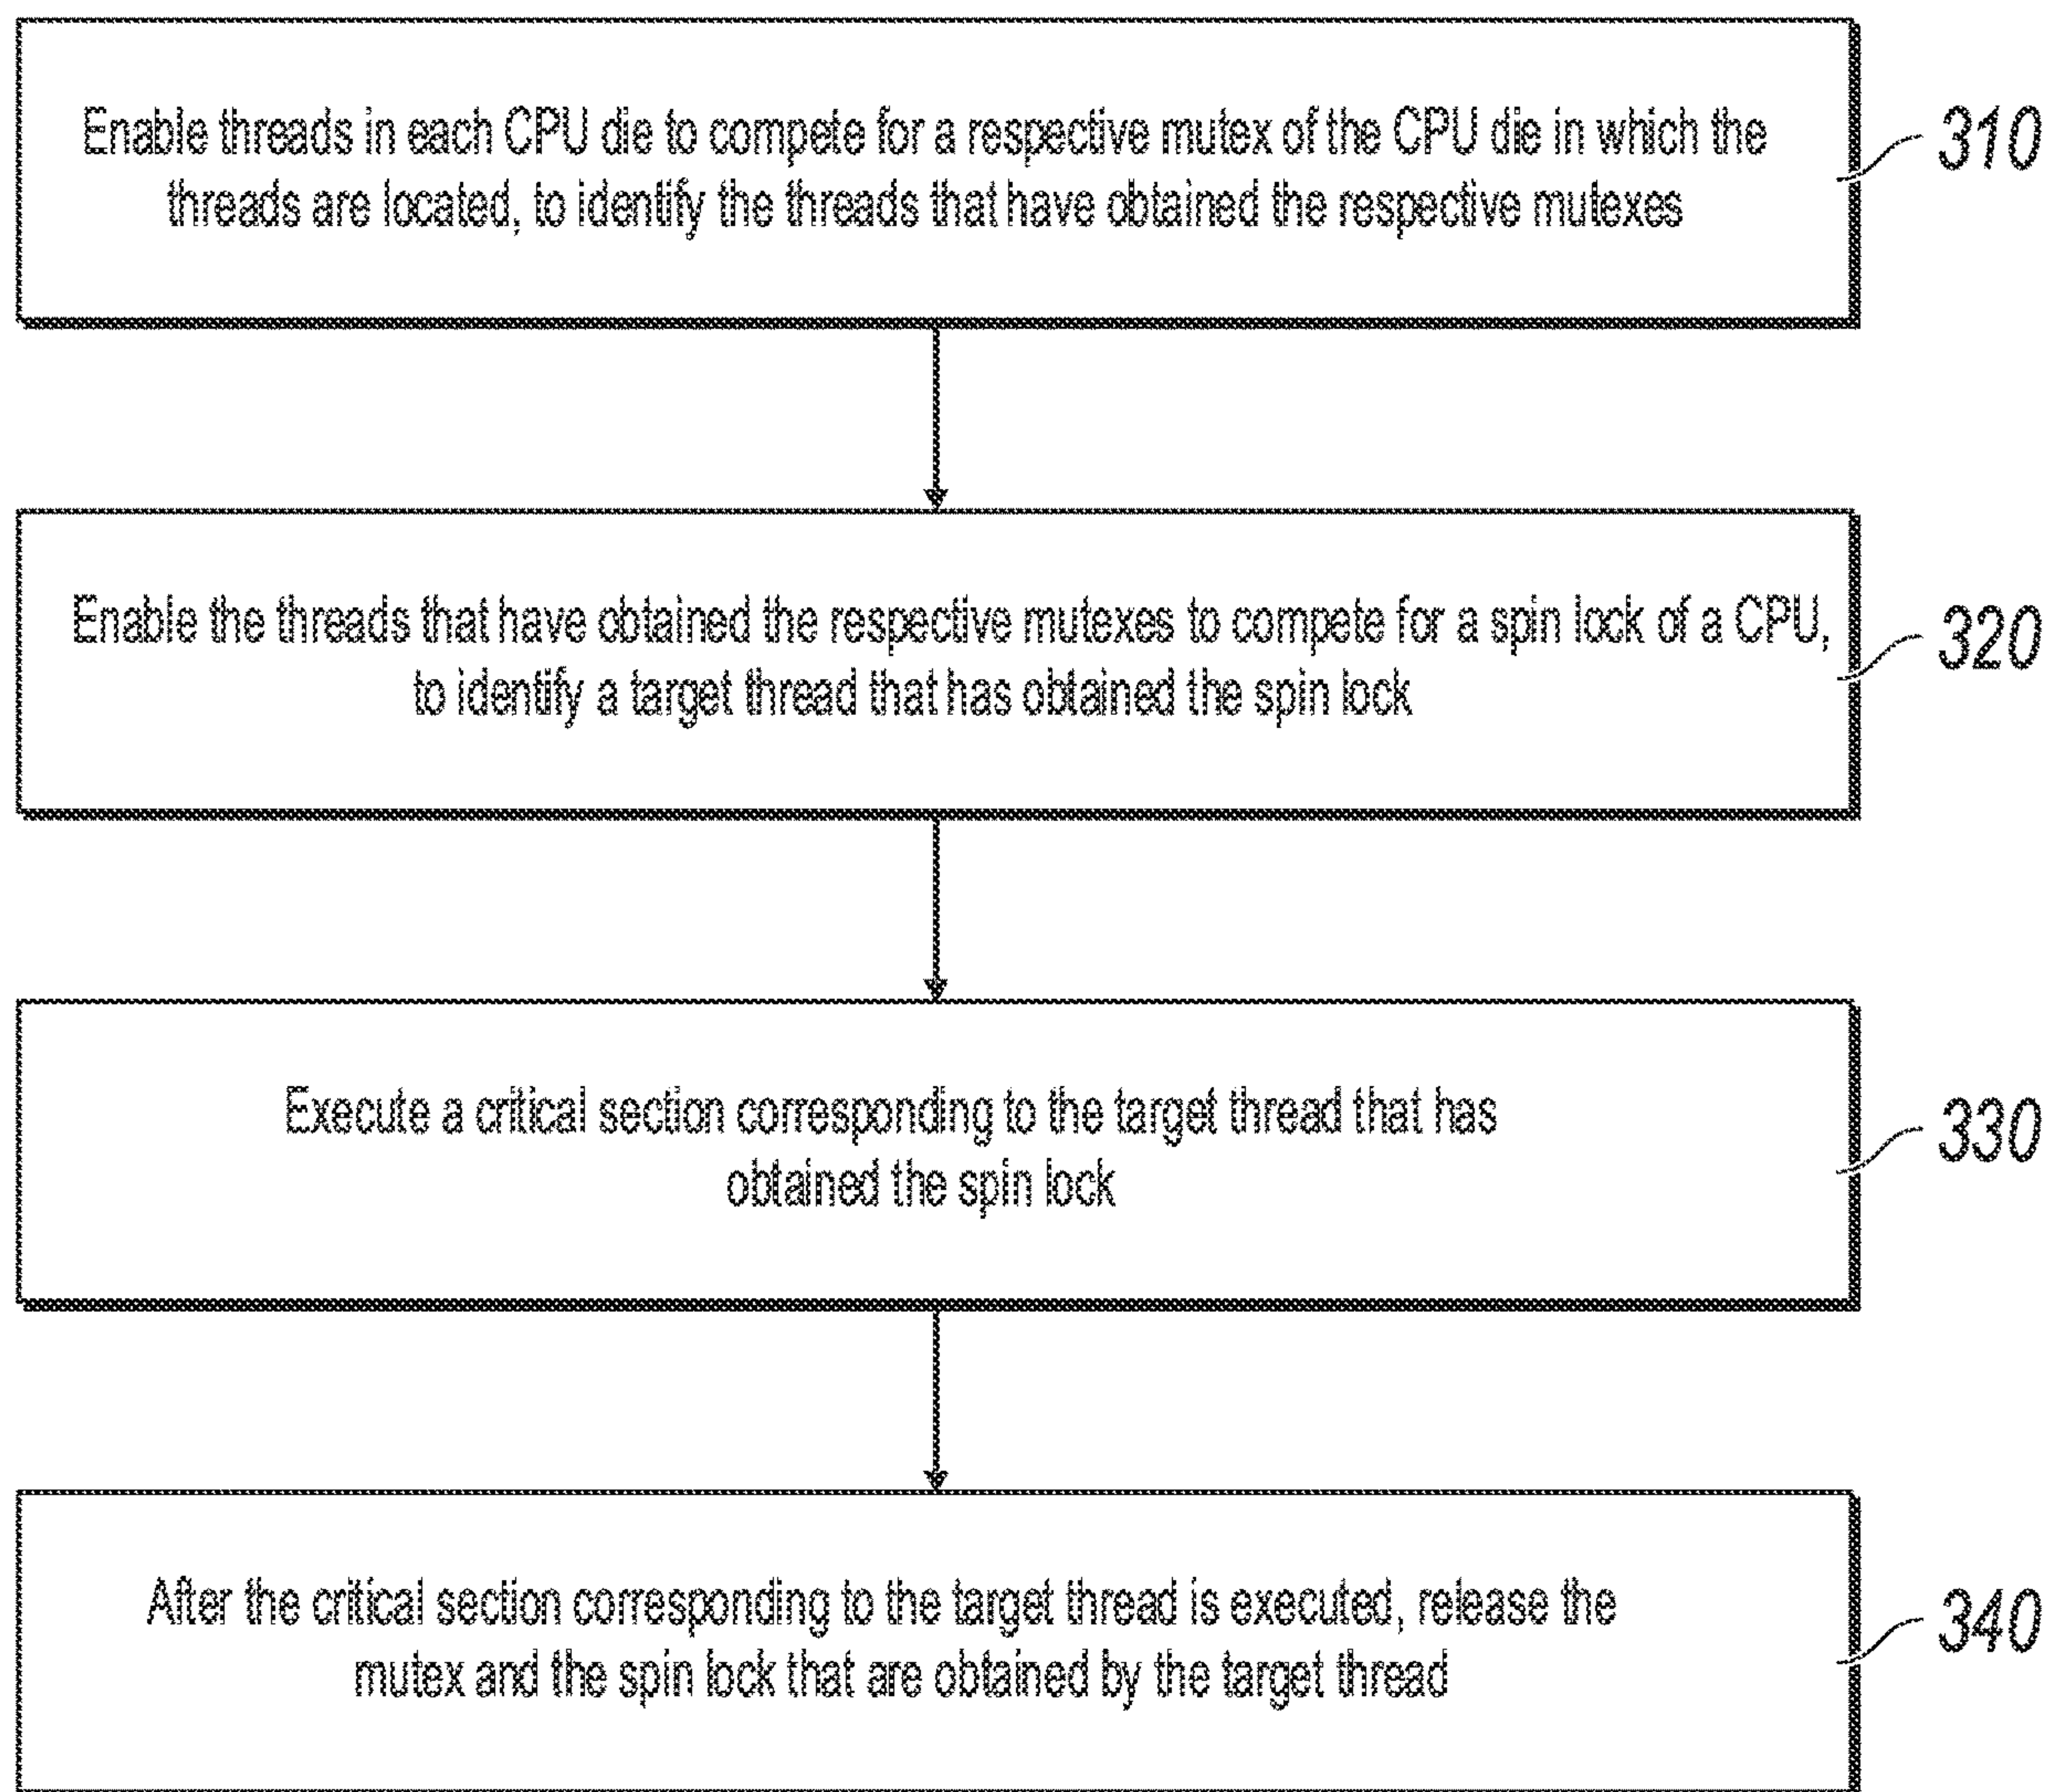 Enable threads in each CPU die to compete for a respective mutex of the CPU die in which the
threads are located, to identify the threads that have obtained the respective mutexes
310
Enable the threads that have obtained the respective mutexes to compete for a spin lock of a CPU,
to identify a target thread that has obtained the spin lock
320
Execute a critical section corresponding to the target thread that has
obtained the spin lock
330
After the critical section corresponding to the target thread is executed, release the
mutex and the spin lock that are obtained by the target thread
340